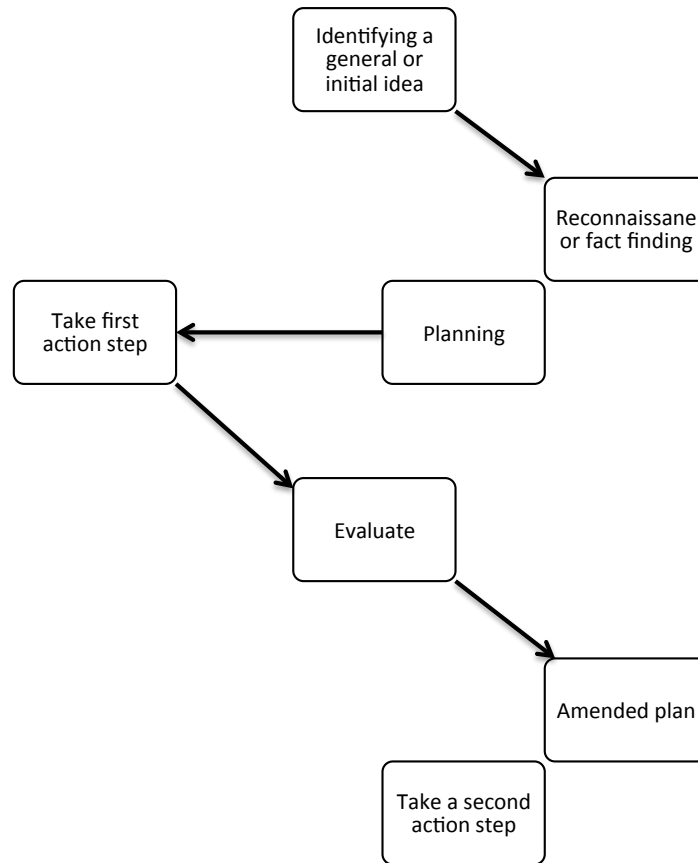 Identifying a
general or
initial idea
Reconnaissane
or fact finding
Take first
action step
Planning
Evaluate
Amended plan
Take a second
action step